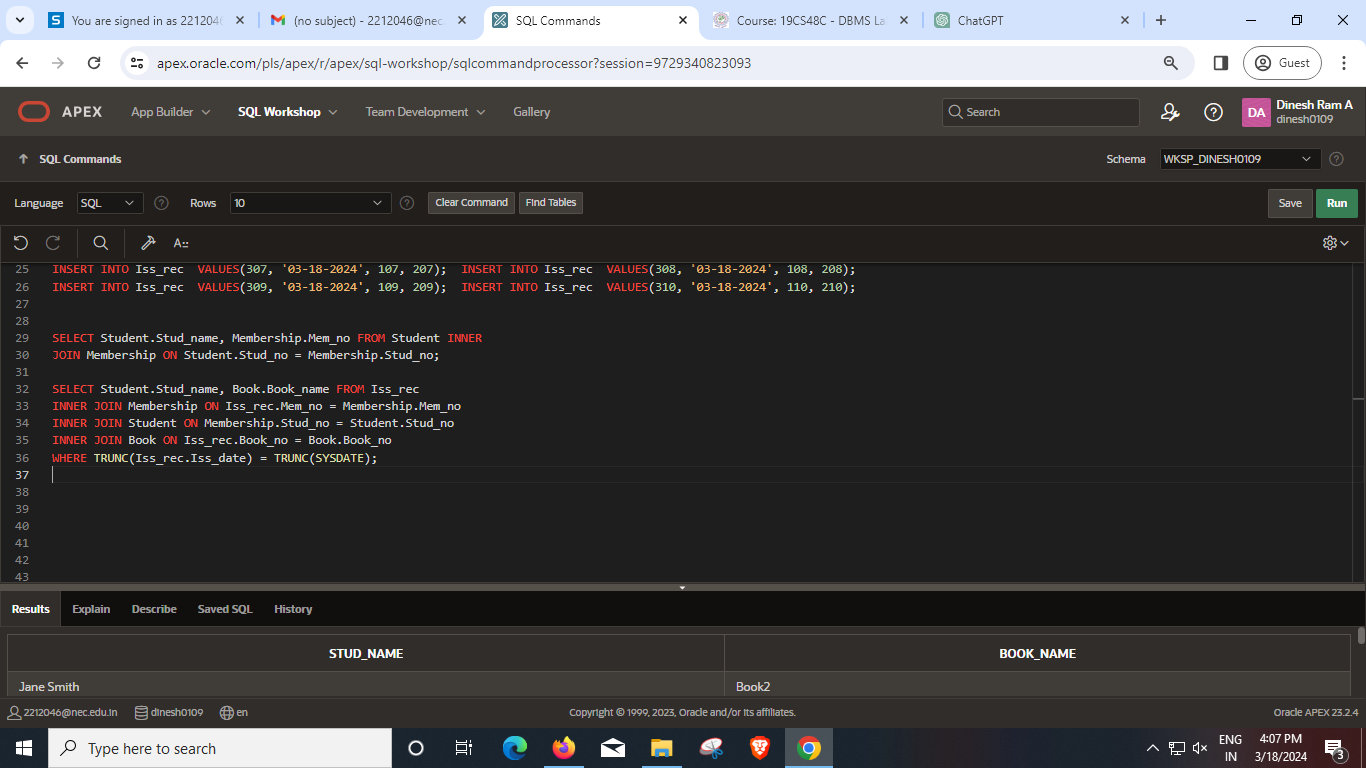 You are signed in as 22120
(no subject) - 2212046@nec.
SQL Commands
Course: 19CS48C - DBMS La
ChatGPT
apex.oracle.com/pls/apex/r/apex/sql-workshop/sqlcommandprocessor?session=9729340823093
Guest
APEX
App Builder
SQL Workshop
Team Development
Gallery
Search
DA
Dinesh Ram A
dinesh0109
SQL Commands
Schema
WKSP_DINESH0109
Language
SQL
Rows
10
Clear Command
Find Tables
Save
Run
A::
25 INSERT INTO Iss_rec  VALUES(307, '03-18-2024', 107, 207);  INSERT INTO Iss_rec  VALUES(308, '03-18-2024', 108, 208);
26 INSERT INTO Iss_rec  VALUES(309, '03-18-2024', 109, 209);  INSERT INTO Iss_rec  VALUES(310, '03-18-2024', 110, 210);
27
28
29 SELECT Student.Stud_name, Membership.Mem_no FROM Student INNER
30 JOIN Membership ON Student.Stud_no = Membership.Stud_no;
31
32 SELECT Student.Stud_name, Book.Book_name FROM Iss_rec
33 INNER JOIN Membership ON Iss_rec.Mem_no = Membership.Mem_no
34 INNER JOIN Student ON Membership.Stud_no = Student.Stud_no
35 INNER JOIN Book ON Iss_rec.Book_no = Book.Book_no
36 WHERE TRUNC(Iss_rec.Iss_date) = TRUNC(SYSDATE);
37
38
39
40
41
42
43
Results
Explain
Describe
Saved SQL
History
STUD_NAME
BOOK_NAME
Jane Smith
Book2
2212046@nec.edu.in
dinesh0109
en
Copyright © 1999, 2023, Oracle and/or its affiliates.
Oracle APEX 23.2.4
Type here to search
ENG
IN
4:07 PM
3/18/2024
3